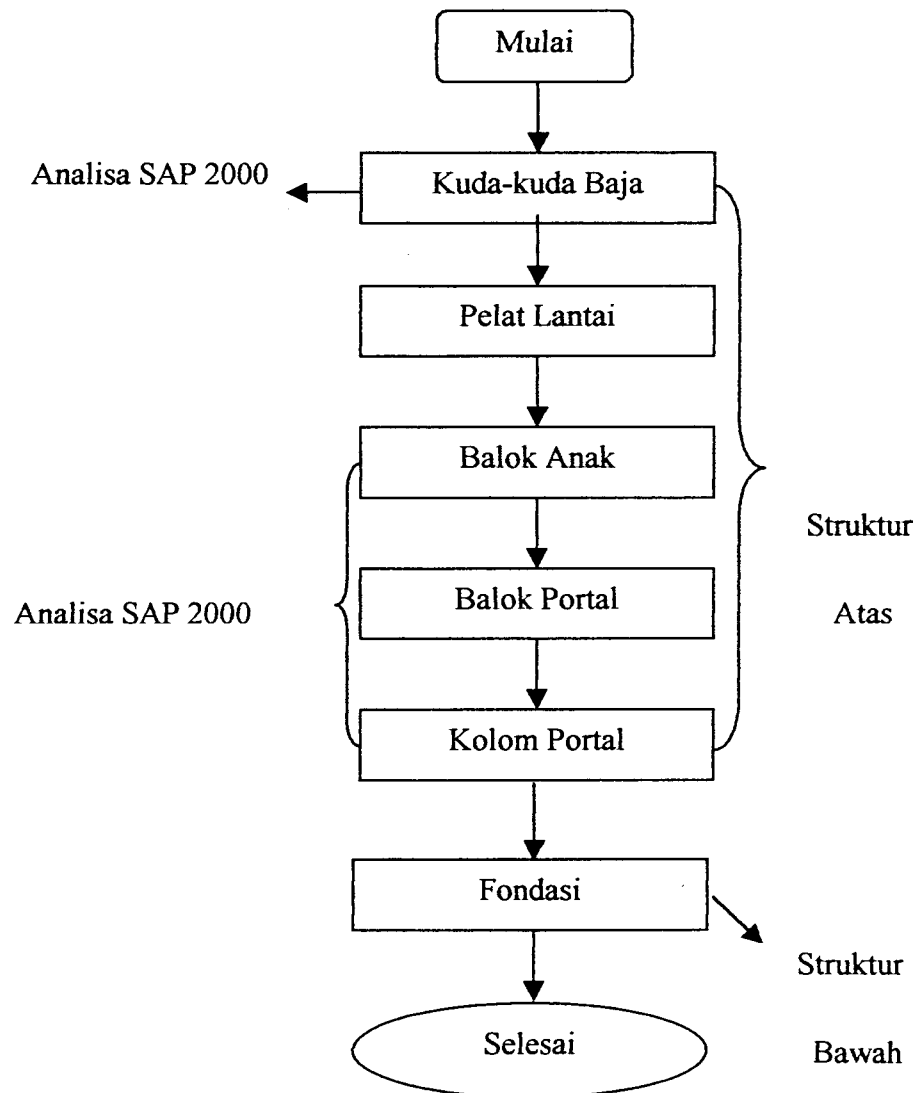 Mulai
Analisa SAP 2000
Kuda-kuda Baja
Pelat Lantai
Balok Anak
Struktur
Atas
Balok Portal
Analisa SAP 2000
Kolom Portal
Fondasi
Struktur
Bawah
Selesai